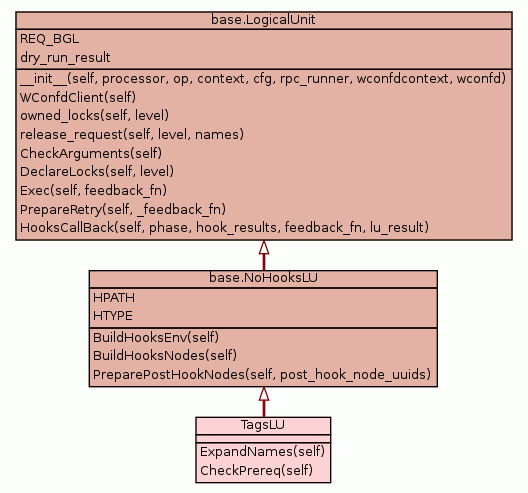 base.LogicalUnit
REQ_BGL
dry_run_result
__init__(self, processor, op, context, cfg, rpc_runner, wconfdcontext, wconfd)
WConfdClient(self)
owned_locks(self, level)
release_request(self, level, names)
CheckArguments(self)
DeclareLocks(self, level)
Exec(self, feedback_fn)
PrepareRetry(self, _feedback_fn)
HooksCallBack(self, phase, hook_results, feedback_fn, lu_result)
base.NoHooksLU
HPATH
HTYPE
BuildHooksEnv(self)
BuildHooksNodes(self)
PreparePostHookNodes(self, post_hook_node_uuids)
TagsLU
ExpandNames(self)
CheckPrereq(self)